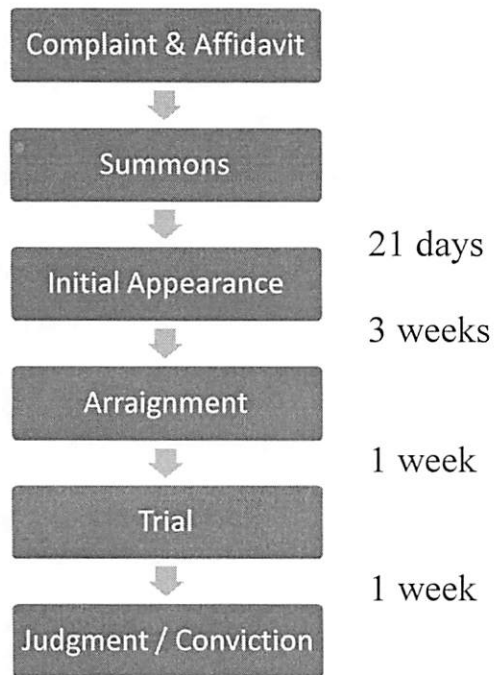 Complaint & Affidavit
Summons
21 days
Initial Appearance
3 weeks
Arraignment
1 week
Trial
1 week
Judgment / Conviction